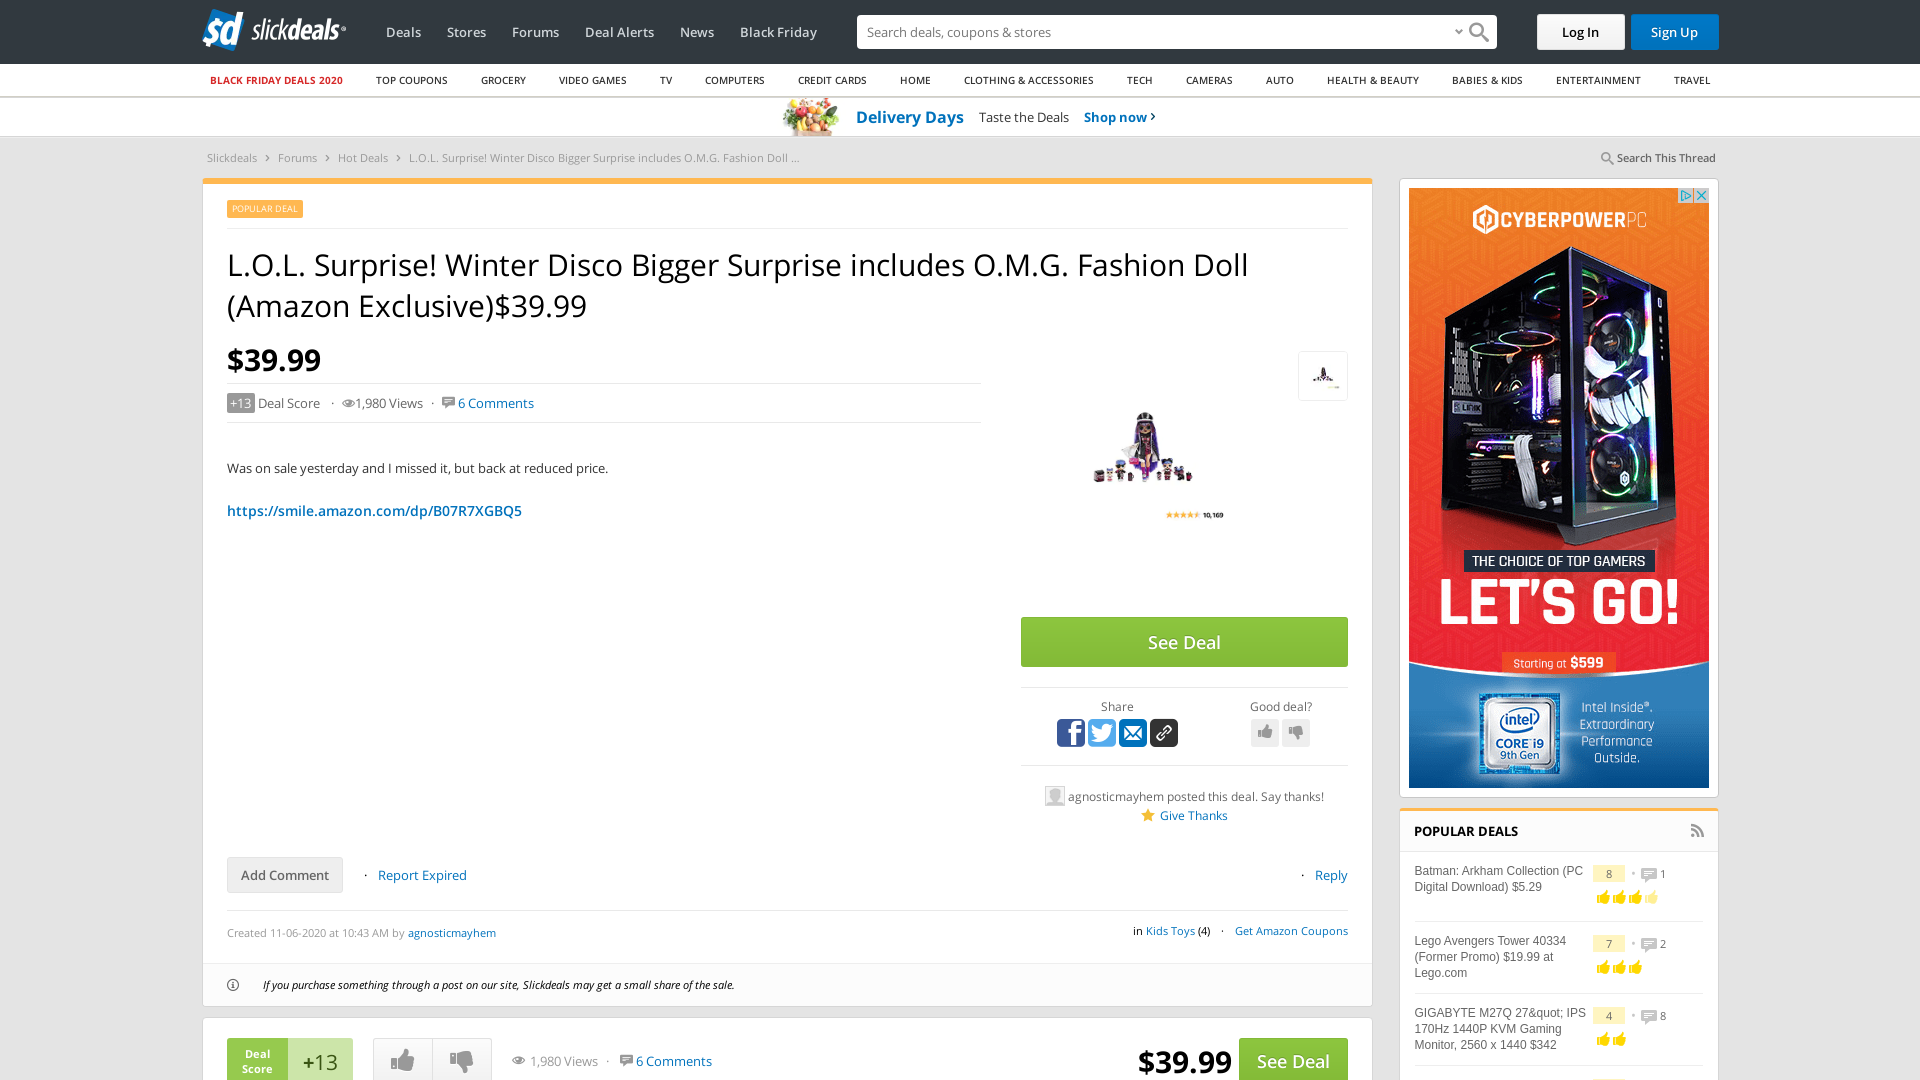 slickdeals
Deals
Stores
Forums
Deal Alerts
News
Black Friday
Search deals, coupons & stores
Log In
Sign Up
BLACK FRIDAY DEALS 2020
TOP COUPONS
GROCERY
VIDEO GAMES
TV
COMPUTERS
CREDIT CARDS
HOME
CLOTHING & ACCESSORIES
TECH
CAMERAS
AUTO
HEALTH & BEAUTY
BABIES & KIDS
ENTERTAINMENT
TRAVEL
Delivery Days Taste the Deals Shop now
Slickdeals > Forums > Hot Deals > L.O.L. Surprise! Winter Disco Bigger Surprise includes O.M.G. Fashion Doll ...
Search This Thread
POPULAR DEAL
L.O.L. Surprise! Winter Disco Bigger Surprise includes O.M.G. Fashion Doll
(Amazon Exclusive)$39.99
$39.99
+13 Deal Score · 1,980 Views · 6 Comments
Was on sale yesterday and I missed it, but back at reduced price.
https://smile.amazon.com/dp/B07R7XGBQ5
10,169
See Deal
Share
Good deal?
agnosticmayhem posted this deal. Say thanks!
Give Thanks
Add Comment · Report Expired
· Reply
Created 11-06-2020 at 10:43 AM by agnosticmayhem
in Kids Toys (4) · Get Amazon Coupons
If you purchase something through a post on our site, Slickdeals may get a small share of the sale.
Deal
Score
+13
1,980 Views · 6 Comments
$39.99
See Deal
CYBERPOWERPC
THE CHOICE OF TOP GAMERS
LET'S GO!
Starting at $599
intel
CORE i9
9th Gen
Intel Inside®.
Extraordinary
Performance
Outside.
POPULAR DEALS
Batman: Arkham Collection (PC
Digital Download) $5.29
8 • 1
Lego Avengers Tower 40334
(Former Promo) $19.99 at
Lego.com
7 • 2
GIGABYTE M27Q 27&quot; IPS
170Hz 1440P KVM Gaming
Monitor, 2560 x 1440 $342
4 • 8